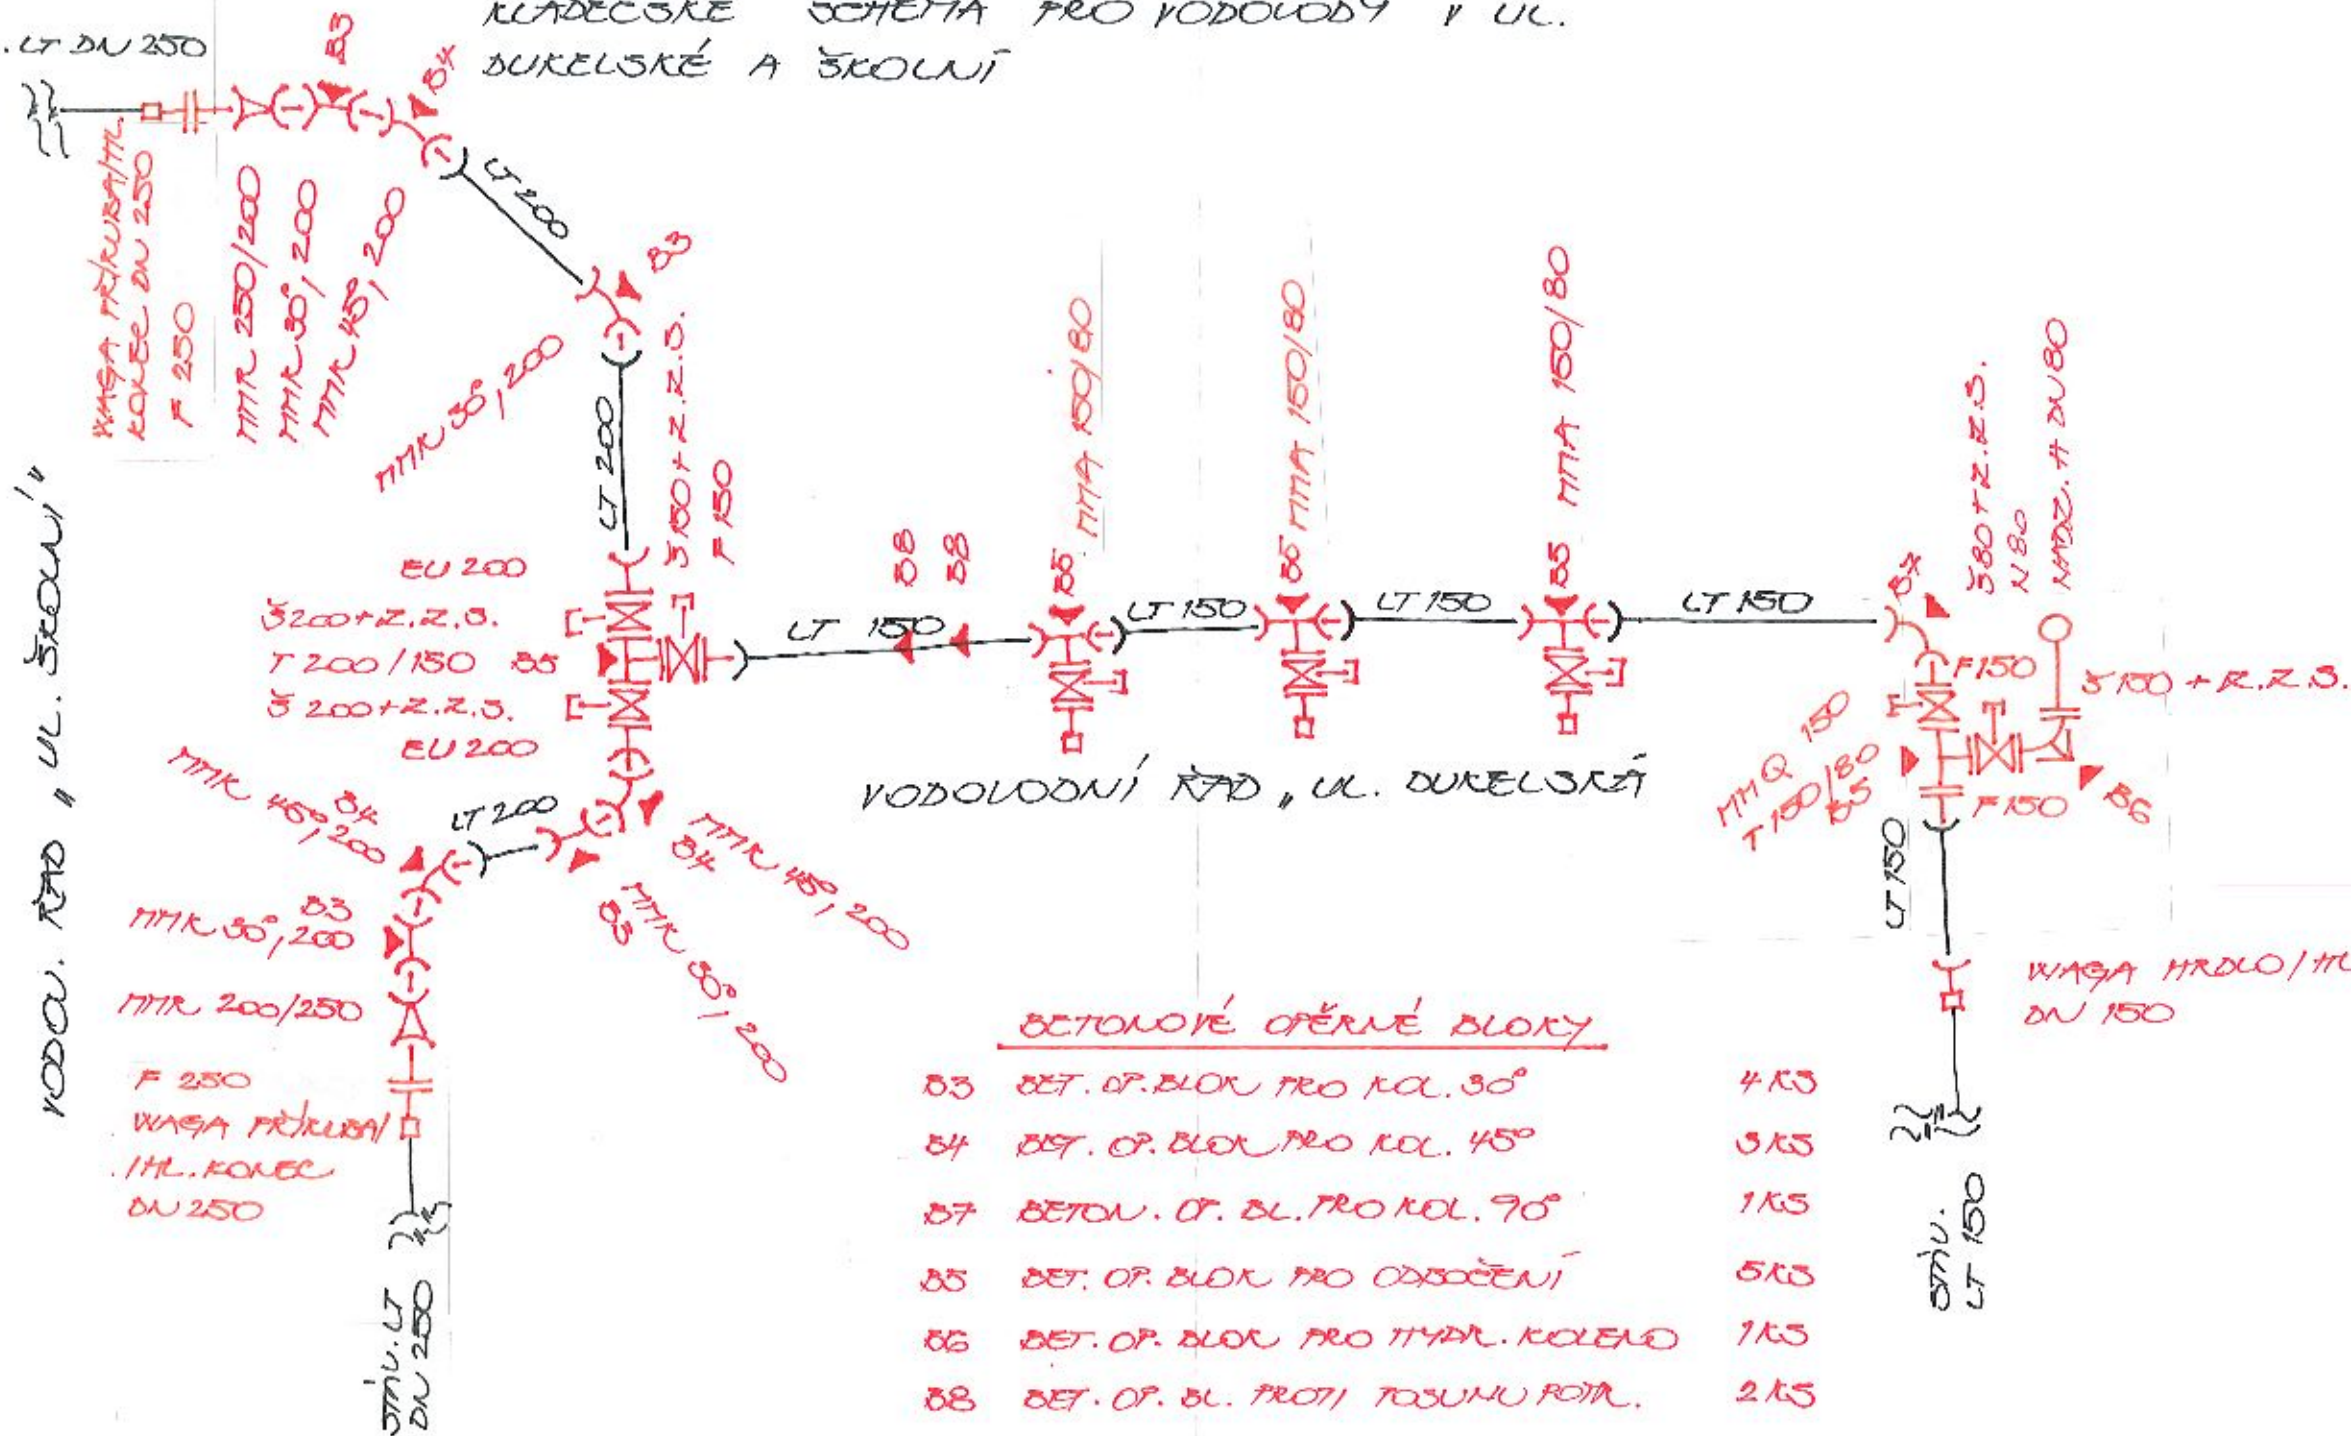 KLADEČSKÉ SCHÉMA PRO VODOVODY V UL.
DUKELSKÉ A ŠKOLNÍ
. LT DN 250
B3
B4
WAGA PŘÍRUBA/HL.
KONEC DN 250
F 250
MMR 250/200
MMK 30°, 200
MMK 45°, 200
LT 200
B3
MMK 30°, 200
LT 200
Š 150 + Z.Z.S.
F 150
VODOV. ŘAD „ UL. ŠKOLNÍ"
EU 200
Š 200 + Z.Z.S.
T 200/150 B5
Š 200 + Z.Z.S.
EU 200
LT 150
B8
B8
B5 MMA 150/80
LT 150
B5 MMA 150/80
LT 150
B5 MMA 150/80
LT 150
B7
Š 80 + Z.Z.S.
N 80
NADZ. H DN 80
F 150
Š 150 + Z.Z.S.
MMQ 150
T 150/80
B5
F 150
B6
LT 150
VODOVODNÍ ŘAD „ UL. DUKELSKÁ
MMK 45°, 200
B4
LT 200
MMK 45°, 200
B4
MMK 30°, 200
B3
B3
MMK 30°, 200
MMR 200/250
F 250
WAGA PŘÍRUBA/
/HL. KONEC
DN 250
STÁV. LT
DN 250
WAGA HRDLO/HL
DN 150
STÁV.
LT 150
BETONOVÉ OPĚRNÉ BLOKY
B3 BET. OP. BLOK PRO KOL. 30° 4 KS
B4 BET. OP. BLOK PRO KOL. 45° 3 KS
B7 BETON. OP. BL. PRO KOL. 90° 1 KS
B5 BET. OP. BLOK PRO ODBOČENÍ 5 KS
B6 BET. OP. BLOK PRO HYDR. KOLENO 1 KS
B8 BET. OP. BL. PROTI POSUNU POTR. 2 KS